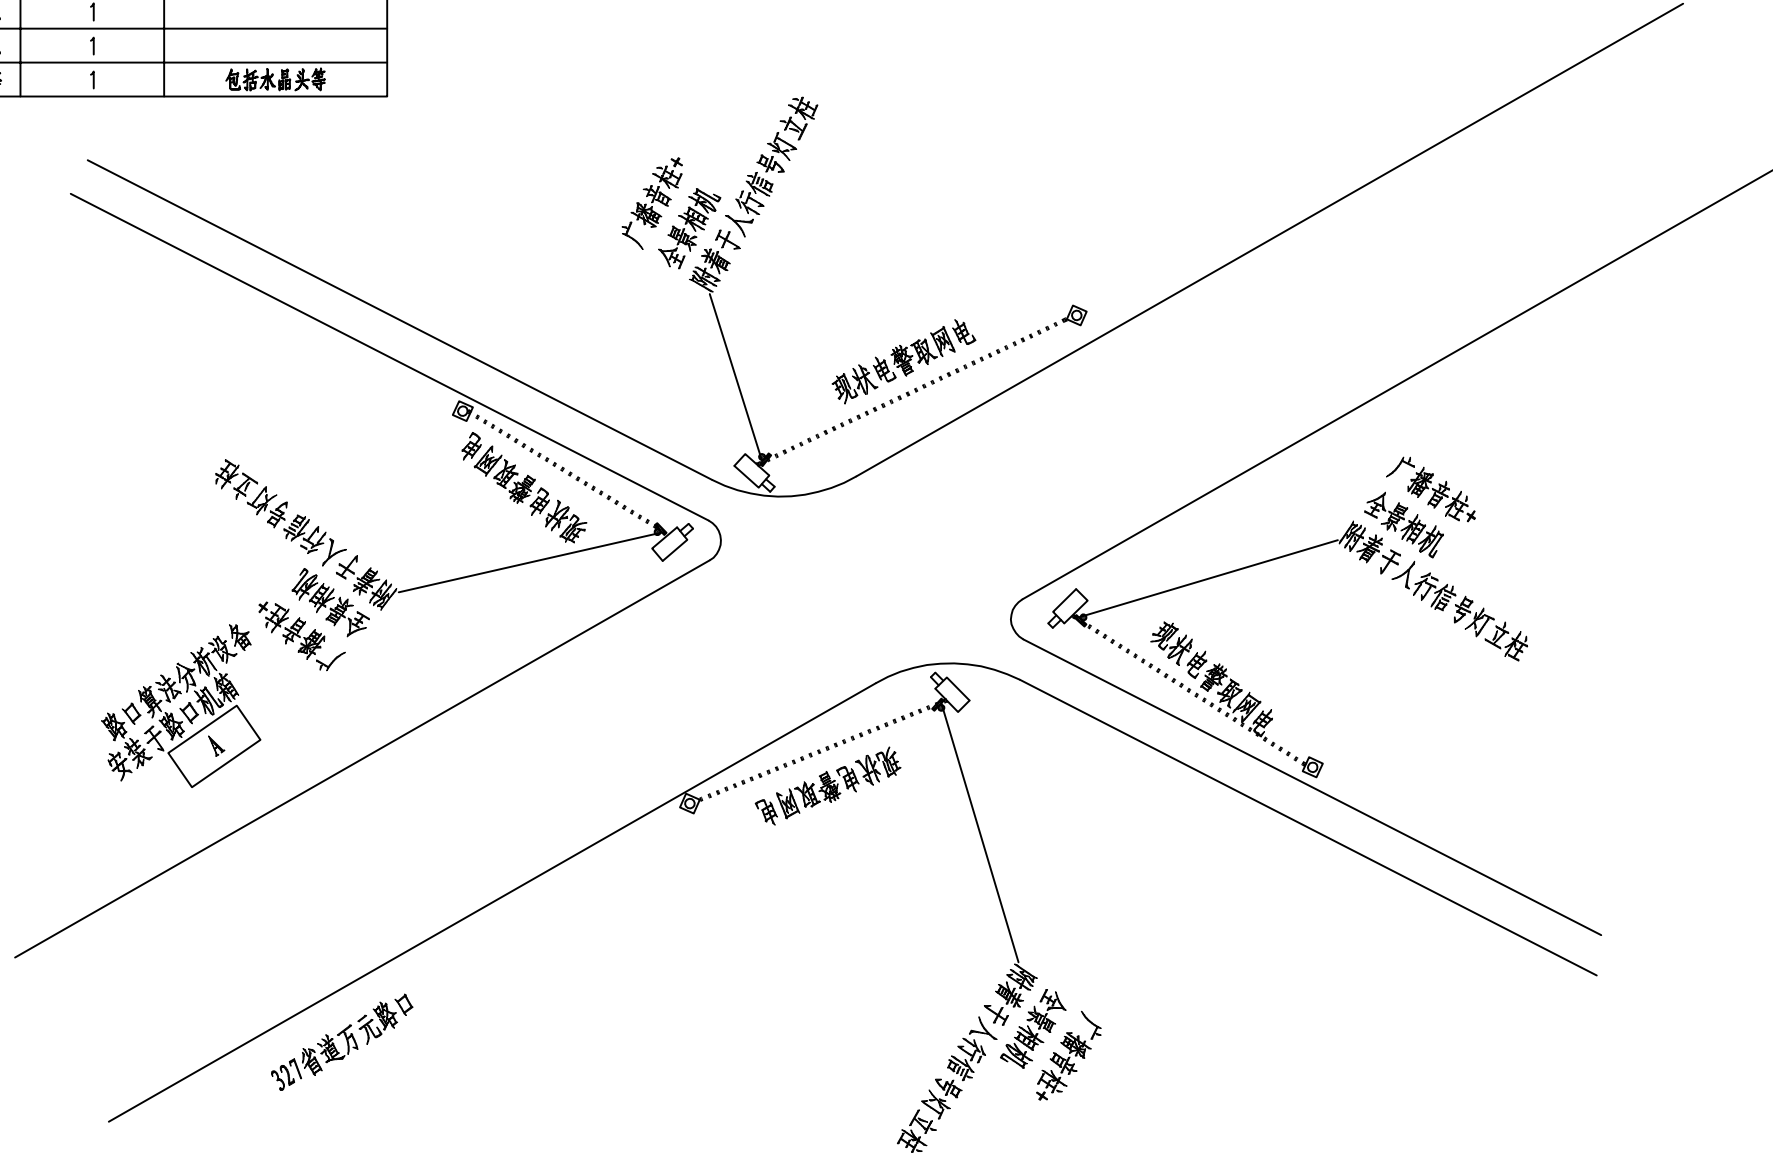 1
1
1
包括水晶头等
广播音柱+
全景相机
附着于人行信号灯立柱
现状电警取网电
现状电警取网电
广播音柱+
全景相机
附着于人行信号灯立柱
广播音柱+
全景相机
附着于人行信号灯立柱
现状电警取网电
路口算法分析设备
安装于路口机箱
A
现状电警取网电
327省道万元路口
广播音柱+
全景相机
附着于人行信号灯立柱